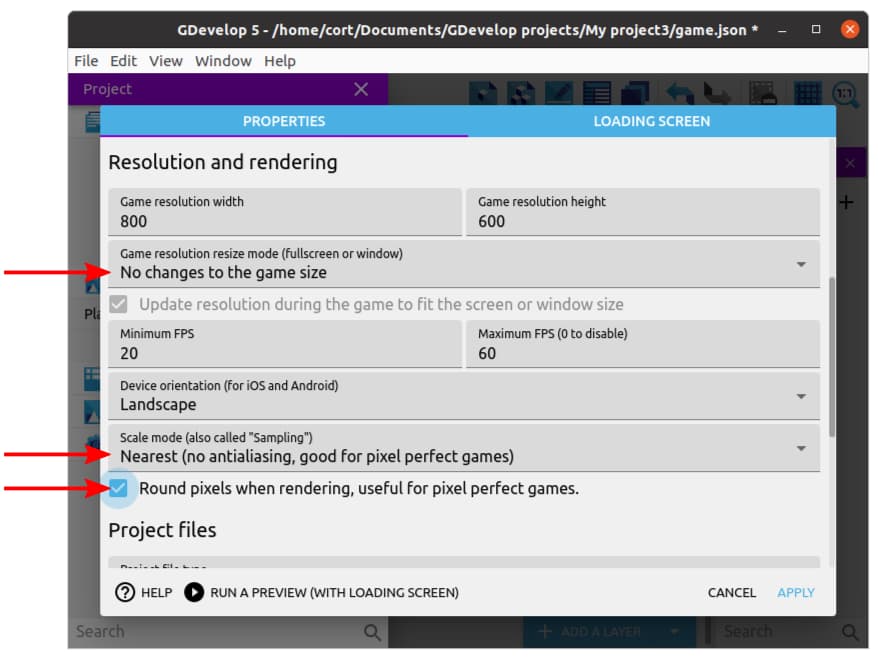 GDevelop 5 - /home/cort/Documents/GDevelop projects/My project3/game.json *
File Edit View Window Help
Project
1:1
PROPERTIES
LOADING SCREEN
Resolution and rendering
Game resolution width
800
Game resolution height
600
Game resolution resize mode (fullscreen or window)
No changes to the game size
Update resolution during the game to fit the screen or window size
Pla
Minimum FPS
20
Maximum FPS (0 to disable)
60
Device orientation (for iOS and Android)
Landscape
Scale mode (also called "Sampling")
Nearest (no antialiasing, good for pixel perfect games)
Round pixels when rendering, useful for pixel perfect games.
Project files
Project file type
HELP
RUN A PREVIEW (WITH LOADING SCREEN)
CANCEL
APPLY
Search
ADD A LAYER
Search